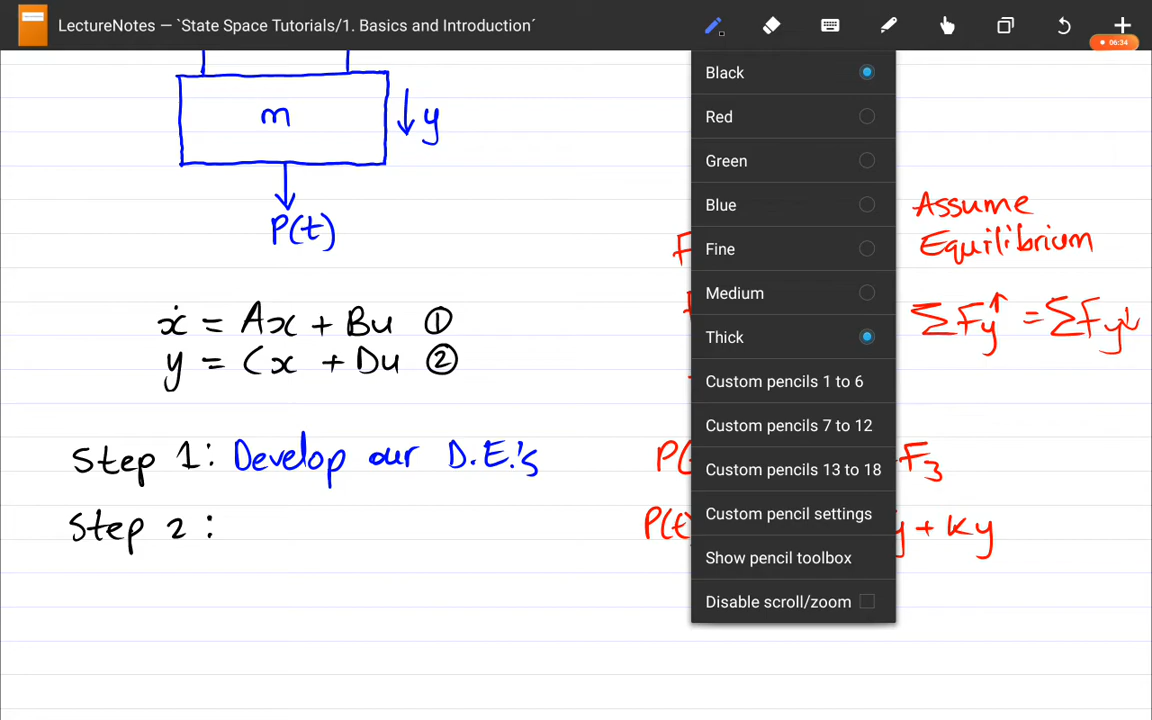 LectureNotes — `State Space Tutorials/1. Basics and Introduction´
06:34
m
y
P(t)
ẋ = Ax + Bu ①
y = Cx + Du ②
Step 1: Develop our D.E.'s
Step 2:
Black
Red
Green
Blue
Fine
Medium
Thick
Custom pencils 1 to 6
Custom pencils 7 to 12
Custom pencils 13 to 18
Custom pencil settings
Show pencil toolbox
Disable scroll/zoom
Assume
Equilibrium
ΣFy↑ = ΣFy↓
F3
P(t)
y + Ky